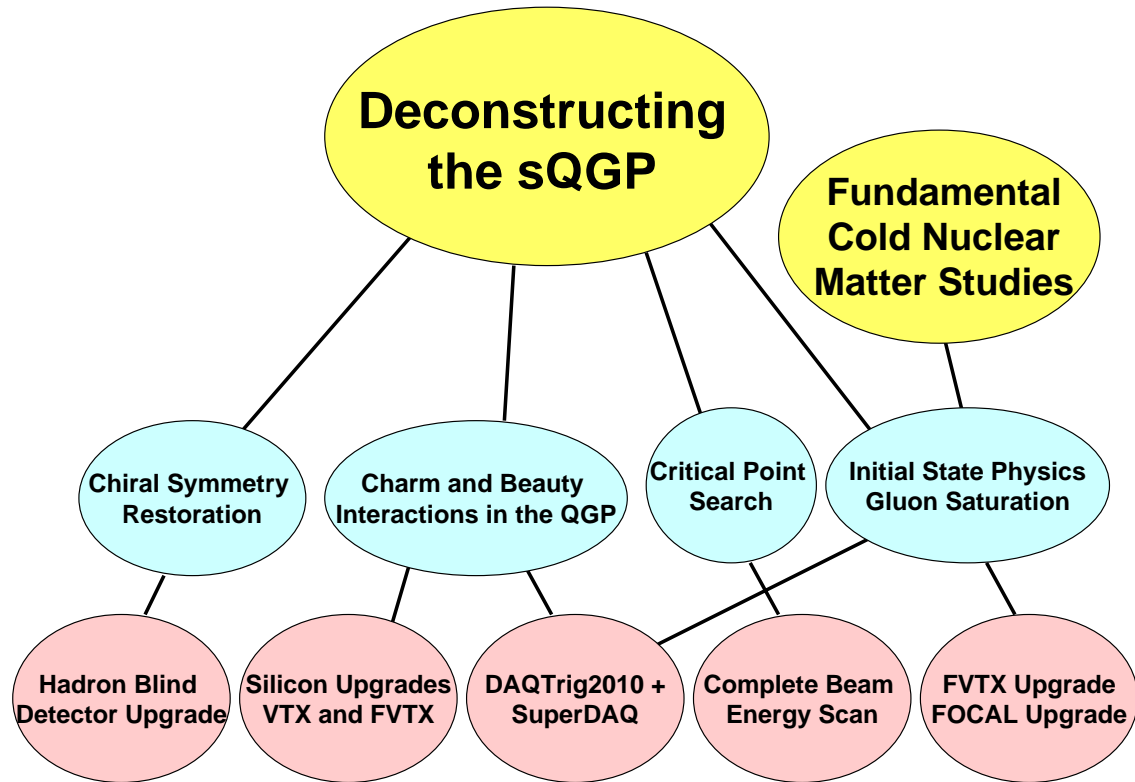 Deconstructing
the sQGP
Fundamental
Cold Nuclear
Matter Studies
Chiral Symmetry
Restoration
Charm and Beauty
Interactions in the QGP
Critical Point
Search
Initial State Physics
Gluon Saturation
Hadron Blind
Detector Upgrade
Silicon Upgrades
VTX and FVTX
DAQTrig2010 +
SuperDAQ
Complete Beam
Energy Scan
FVTX Upgrade
FOCAL Upgrade